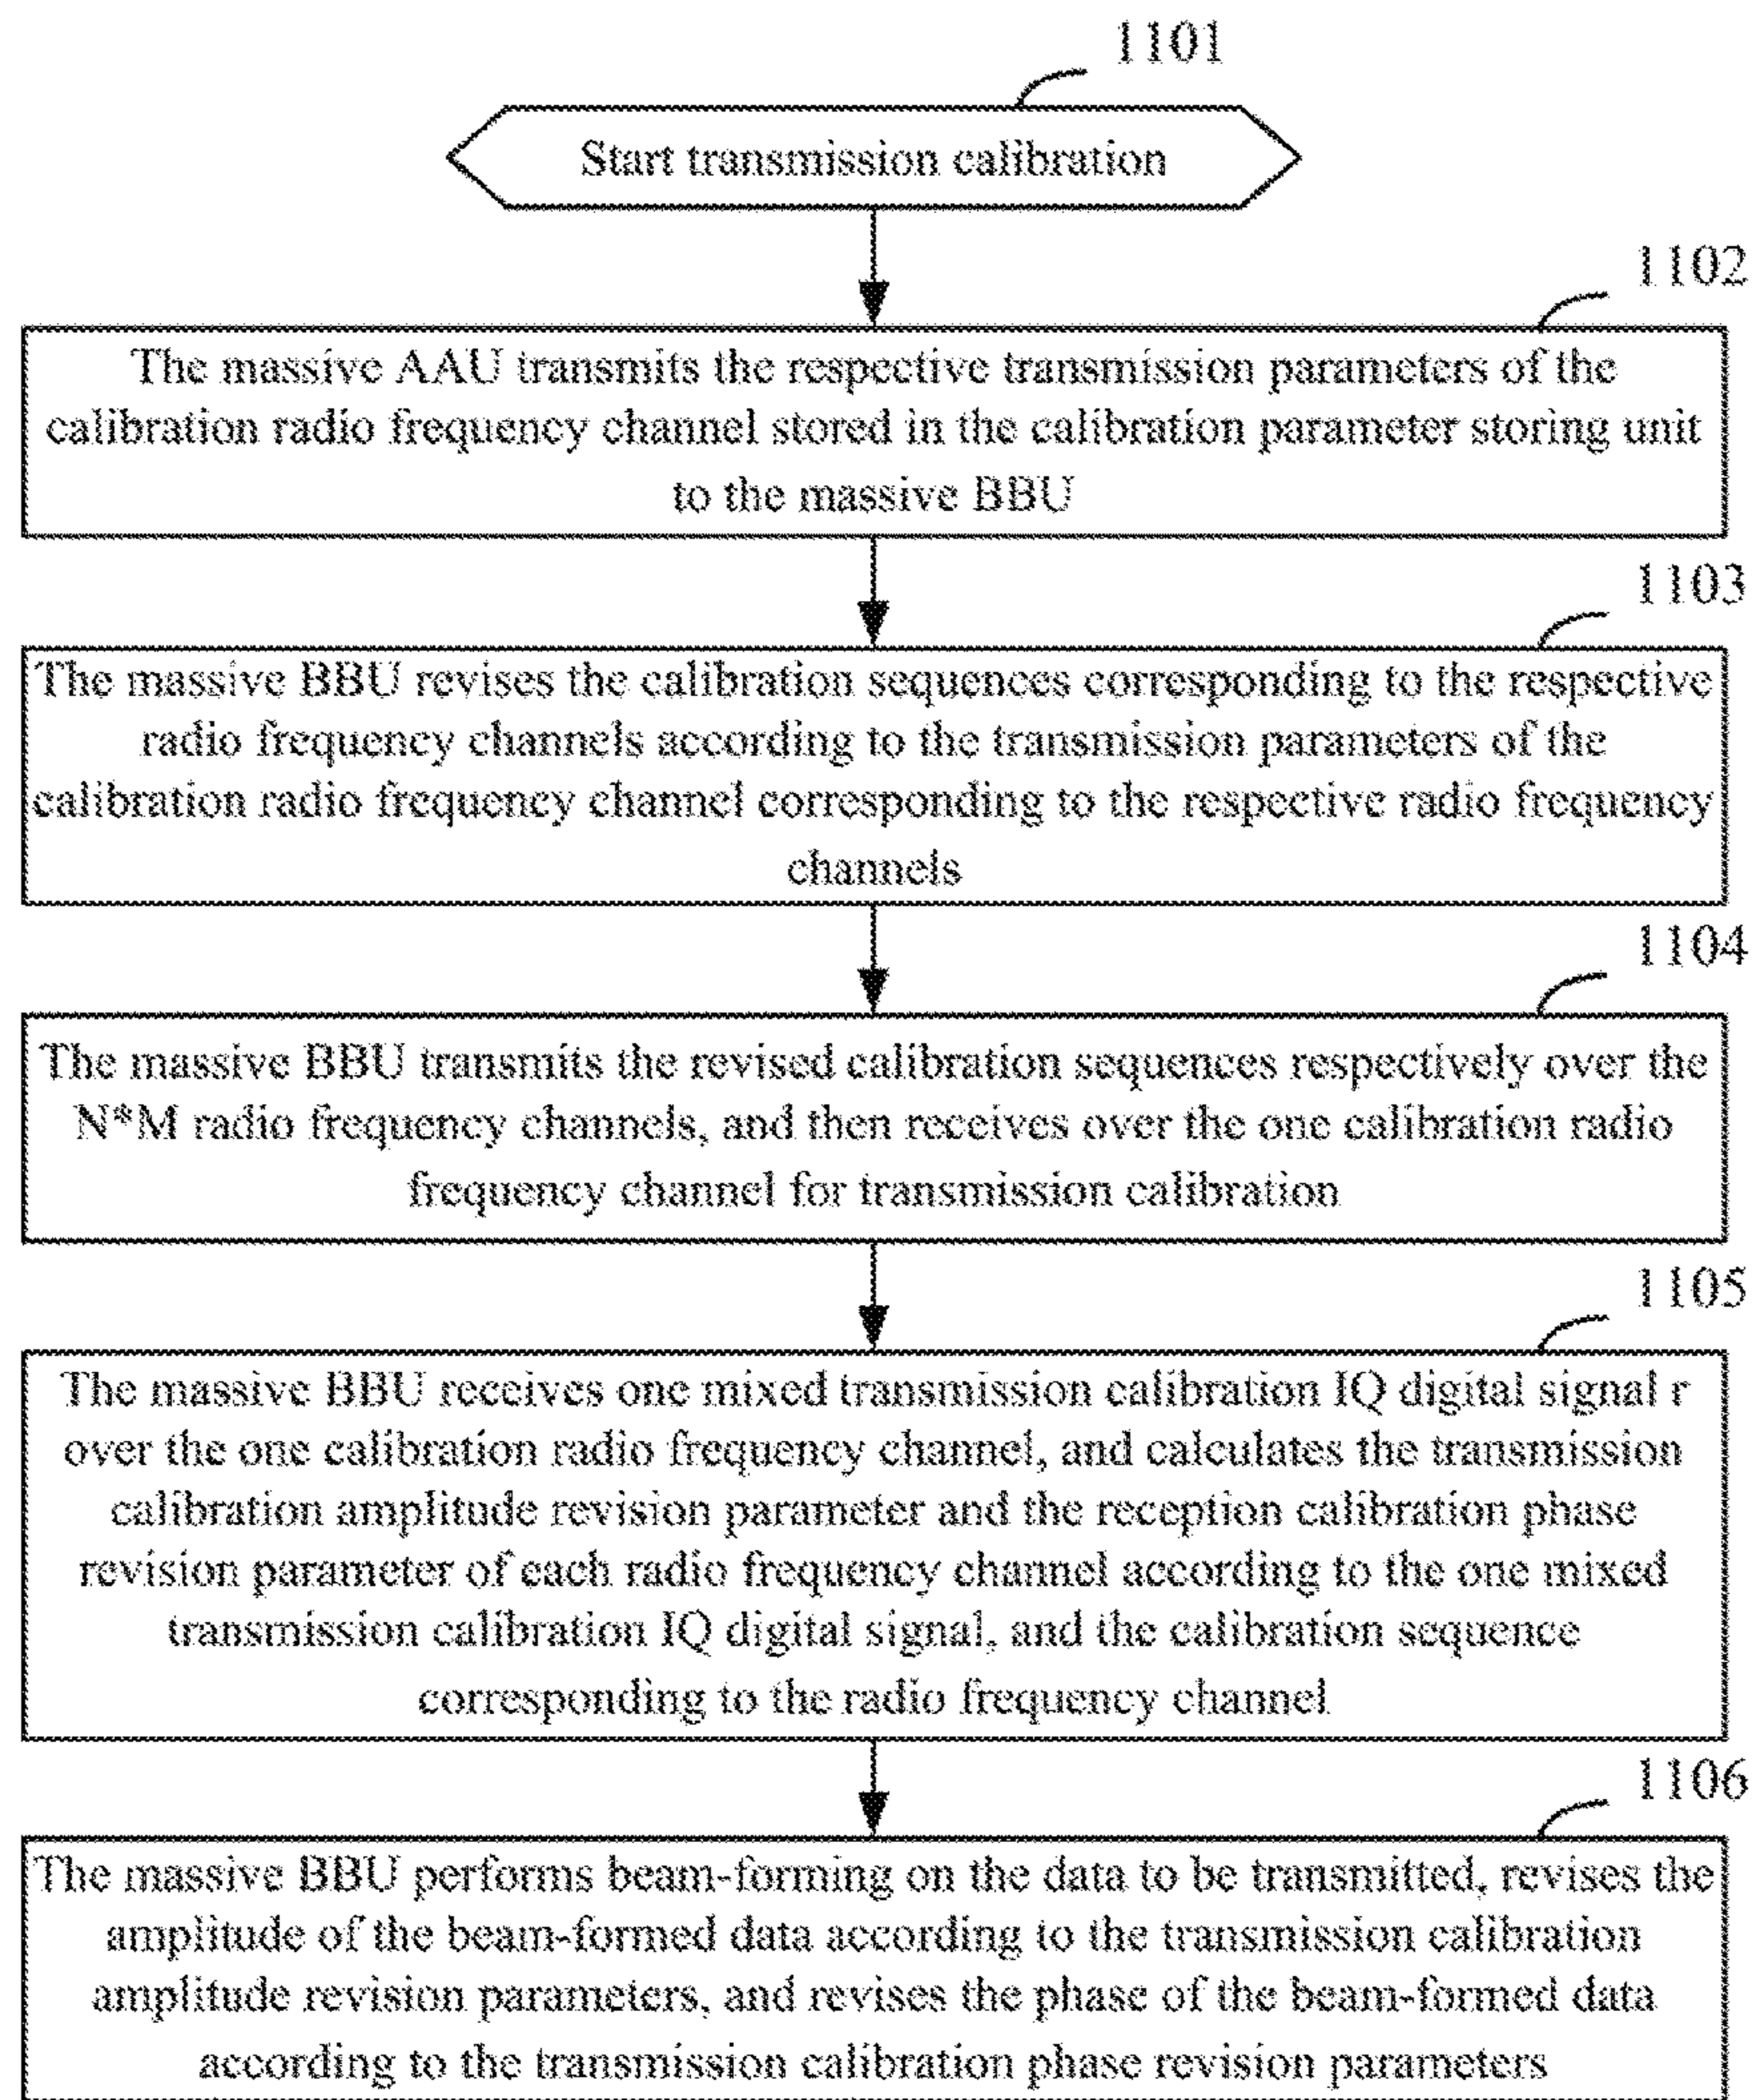 1101
Start transmission calibration
1102
The massive AAU transmits the respective transmission parameters of the
calibration radio frequency channel stored in the calibration parameter storing unit
to the massive BBU
1103
The massive BBU revises the calibration sequences corresponding to the respective
radio frequency channels according to the transmission parameters of the
calibration radio frequency channel corresponding to the respective radio frequency
channels
1104
The massive BBU transmits the revised calibration sequences respectively over the
N*M radio frequency channels, and then receives over the one calibration radio
frequency channel for transmission calibration
1105
The massive BBU receives one mixed transmission calibration IQ digital signal r
over the one calibration radio frequency channel, and calculates the transmission
calibration amplitude revision parameter and the reception calibration phase
revision parameter of each radio frequency channel according to the one mixed
transmission calibration IQ digital signal, and the calibration sequence
corresponding to the radio frequency channel
1106
The massive BBU performs beam-forming on the data to be transmitted, revises the
amplitude of the beam-formed data according to the transmission calibration
amplitude revision parameters, and revises the phase of the beam-formed data
according to the transmission calibration phase revision parameters